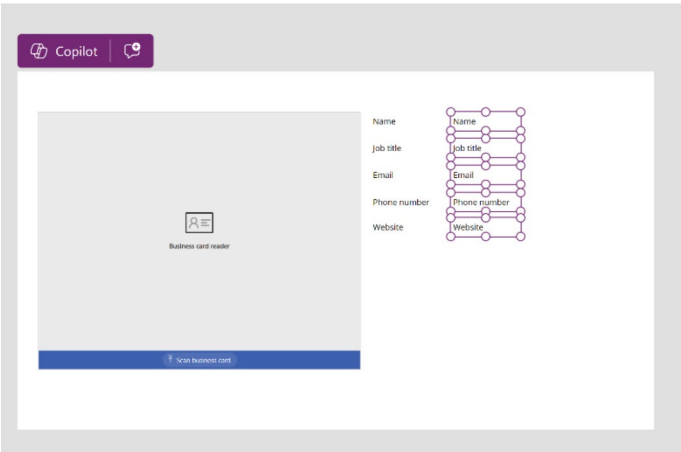 Copilot
Name Name
Job title Job title
Email Email
Phone number Phone number
Website Website
Business card reader
Scan business card